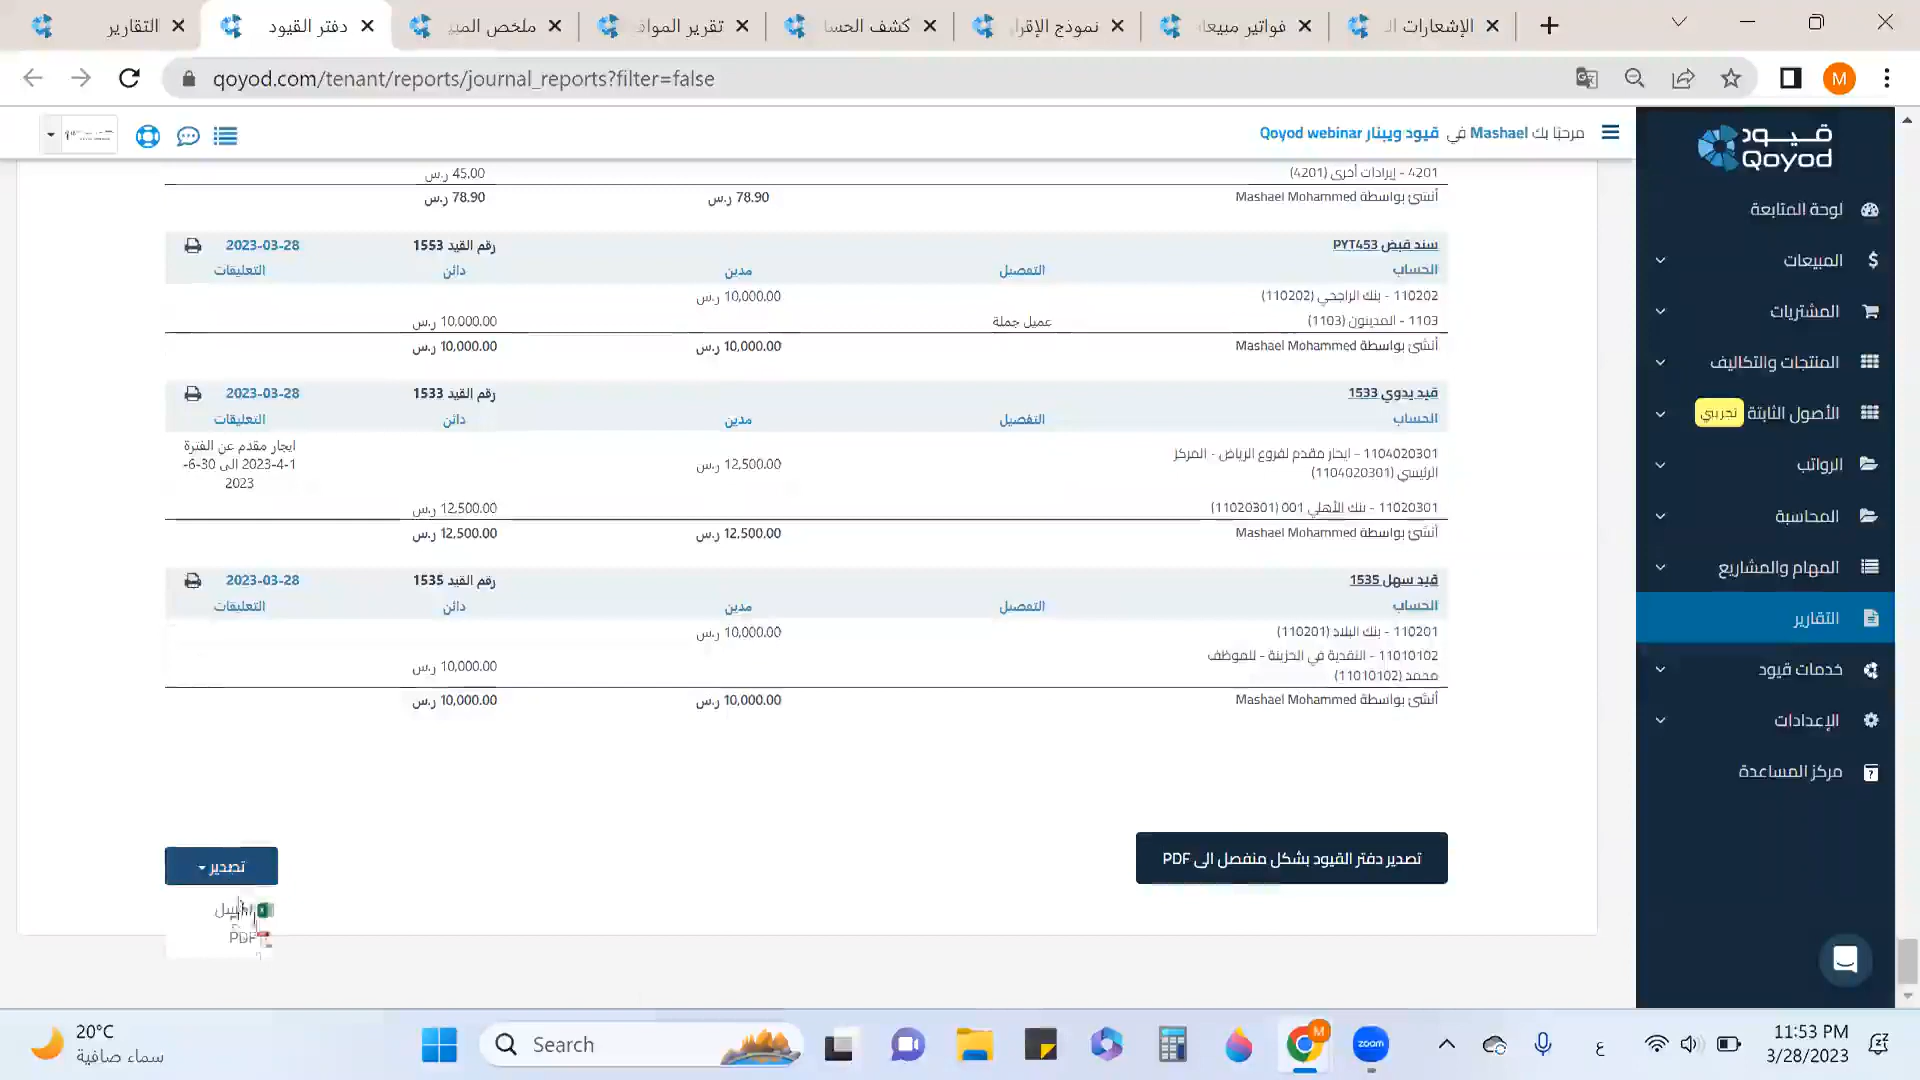 التقارير
دفتر القيود
ملخص المبي
تقرير المواف
كشف الحسا
نموذج الإقرا
فواتير مبيعا
الإشعارات ال
qoyod.com/tenant/reports/journal_reports?filter=false
M
مرحبًا بك Mashael في قيود ويبنار Qoyod webinar
قيود
Qoyod
لوحة المتابعة
المبيعات
المشتريات
المنتجات والتكاليف
الأصول الثابتة تجريبي
الرواتب
المحاسبة
المهام والمشاريع
التقارير
خدمات قيود
الإعدادات
مركز المساعدة
4201 - إيرادات أخرى (4201) 45.00 ر.س
أنشئ بواسطة Mashael Mohammed 78.90 ر.س 78.90 ر.س
سند قبض PYT453 رقم القيد 1553 2023-03-28
الحساب التفصيل مدين دائن التعليقات
110202 - بنك الراجحي (110202) 10,000.00 ر.س
1103 - المدينون (1103) عميل جملة 10,000.00 ر.س
أنشئ بواسطة Mashael Mohammed 10,000.00 ر.س 10,000.00 ر.س
قيد يدوي 1533 رقم القيد 1533 2023-03-28
الحساب التفصيل مدين دائن التعليقات
1104020301 - ايجار مقدم لفروع الرياض - المركز
الرئيسي (1104020301) 12,500.00 ر.س
ايجار مقدم عن الفترة
1-4-2023 الى 30-6-
2023
11020301 - بنك الأهلي 001 (11020301) 12,500.00 ر.س
أنشئ بواسطة Mashael Mohammed 12,500.00 ر.س 12,500.00 ر.س
قيد سهل 1535 رقم القيد 1535 2023-03-28
الحساب التفصيل مدين دائن التعليقات
110201 - بنك البلاد (110201) 10,000.00 ر.س
11010102 - النقدية في الخزينة - للموظف
محمد (11010102) 10,000.00 ر.س
أنشئ بواسطة Mashael Mohammed 10,000.00 ر.س 10,000.00 ر.س
تصدير دفتر القيود بشكل منفصل الى PDF
تصدير
PDF
20°C
سماء صافية
Search
M
zoom
ع
11:53 PM
3/28/2023